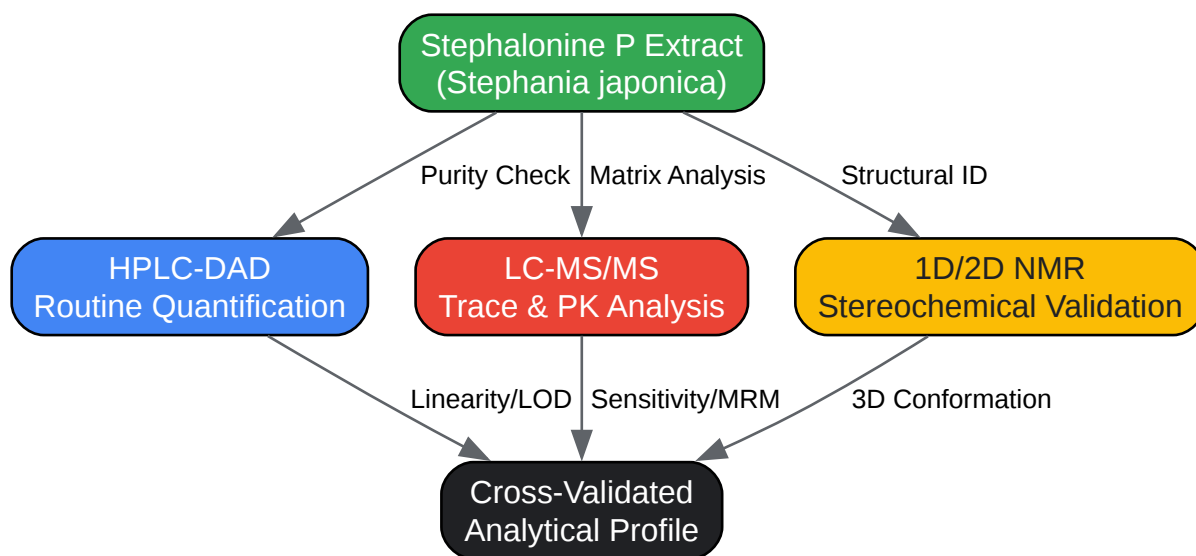 Stephalonine P Extract
(Stephania japonica)
Purity Check
Matrix Analysis
Structural ID
HPLC-DAD
Routine Quantification
LC-MS/MS
Trace & PK Analysis
1D/2D NMR
Stereochemical Validation
Linearity/LOD
Sensitivity/MRM
3D Conformation
Cross-Validated
Analytical Profile